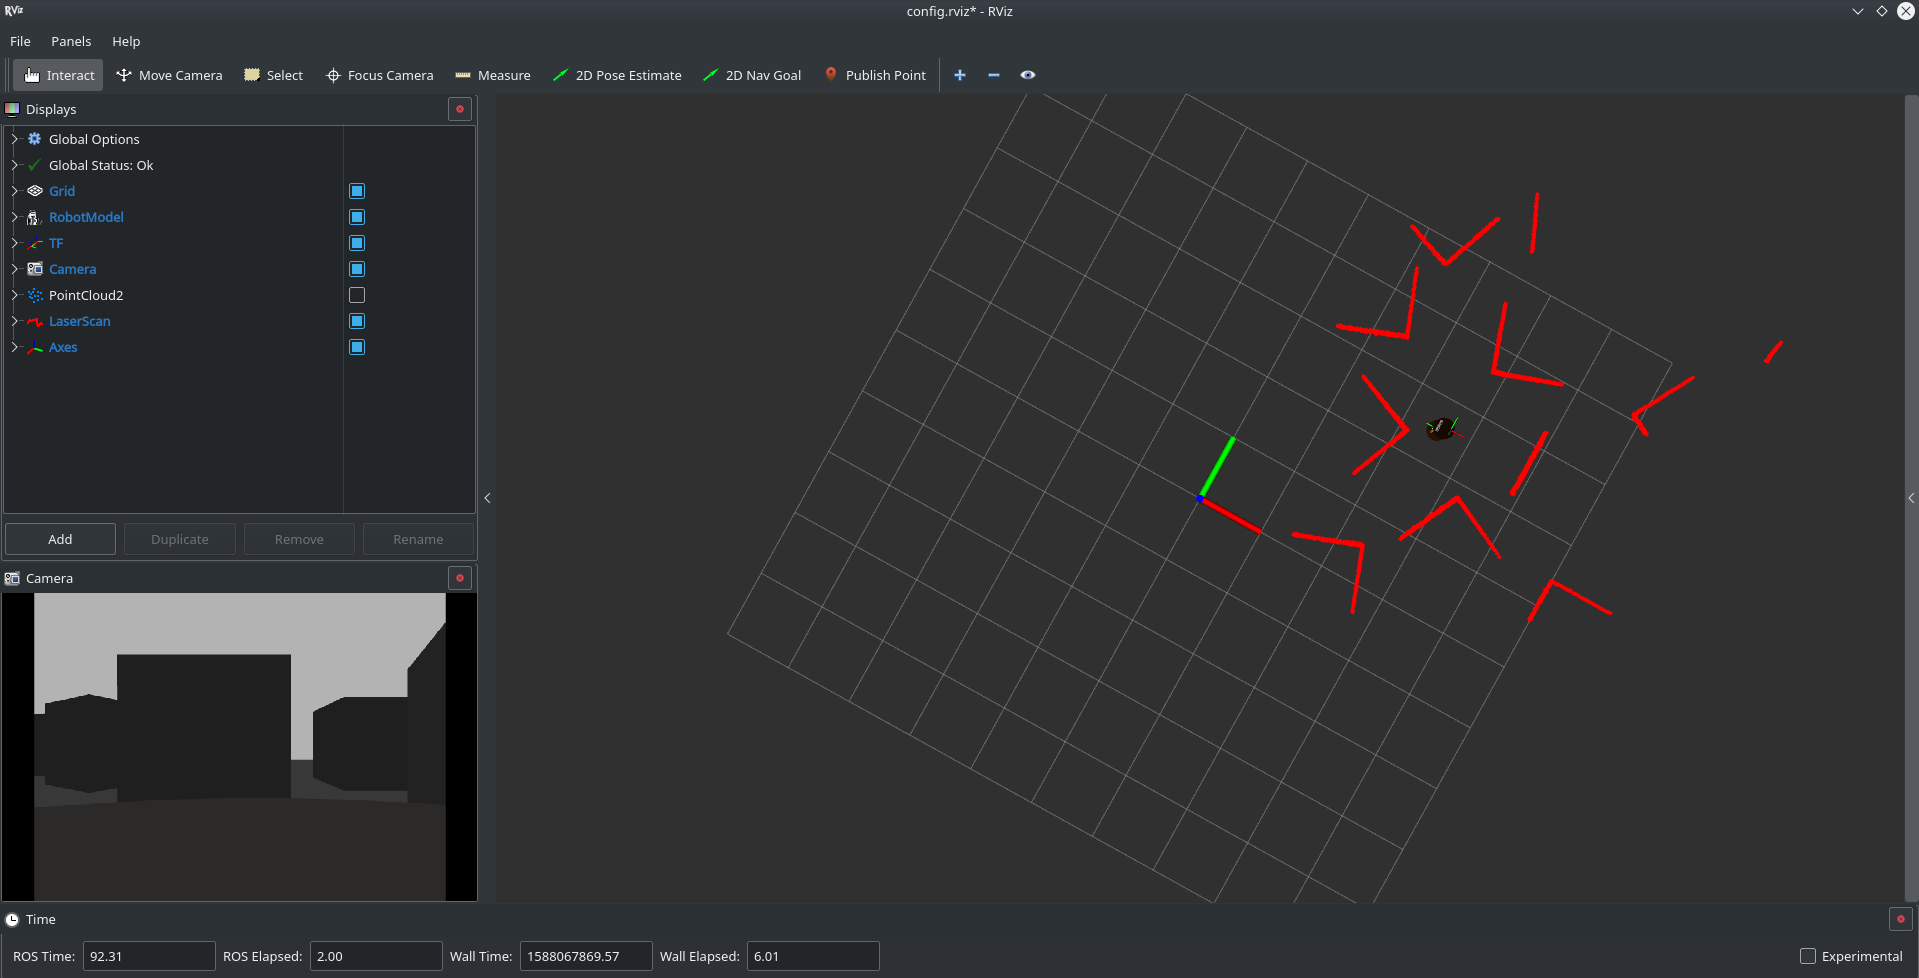 RViz
config.rviz* - RViz
File Panels Help
Interact Move Camera Select Focus Camera Measure 2D Pose Estimate 2D Nav Goal Publish Point
Displays
Global Options
Global Status: Ok
Grid
RobotModel
TF
Camera
PointCloud2
LaserScan
Axes
Add Duplicate Remove Rename
Camera
Time
ROS Time: 92.31 ROS Elapsed: 2.00 Wall Time: 1588067869.57 Wall Elapsed: 6.01 Experimental